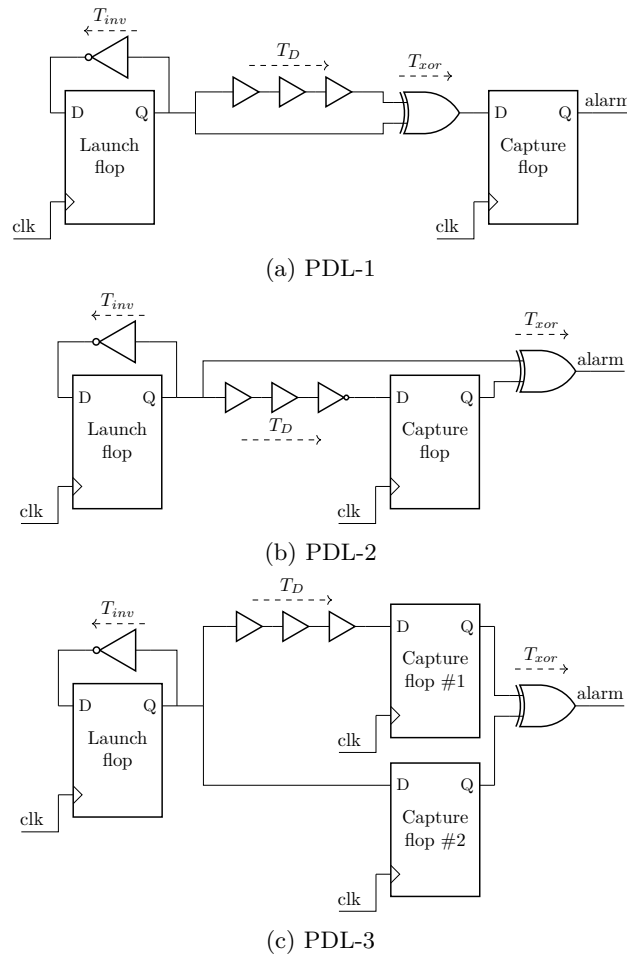 T_inv
T_D
T_xor
D Q
Launch
flop
clk
D Q
Capture
flop
clk
alarm
(a) PDL-1
T_inv
T_xor
D Q
Launch
flop
clk
T_D
D Q
Capture
flop
clk
alarm
(b) PDL-2
T_D
T_inv
T_xor
D Q
Launch
flop
clk
D Q
Capture
flop #1
clk
alarm
D Q
Capture
flop #2
clk
(c) PDL-3